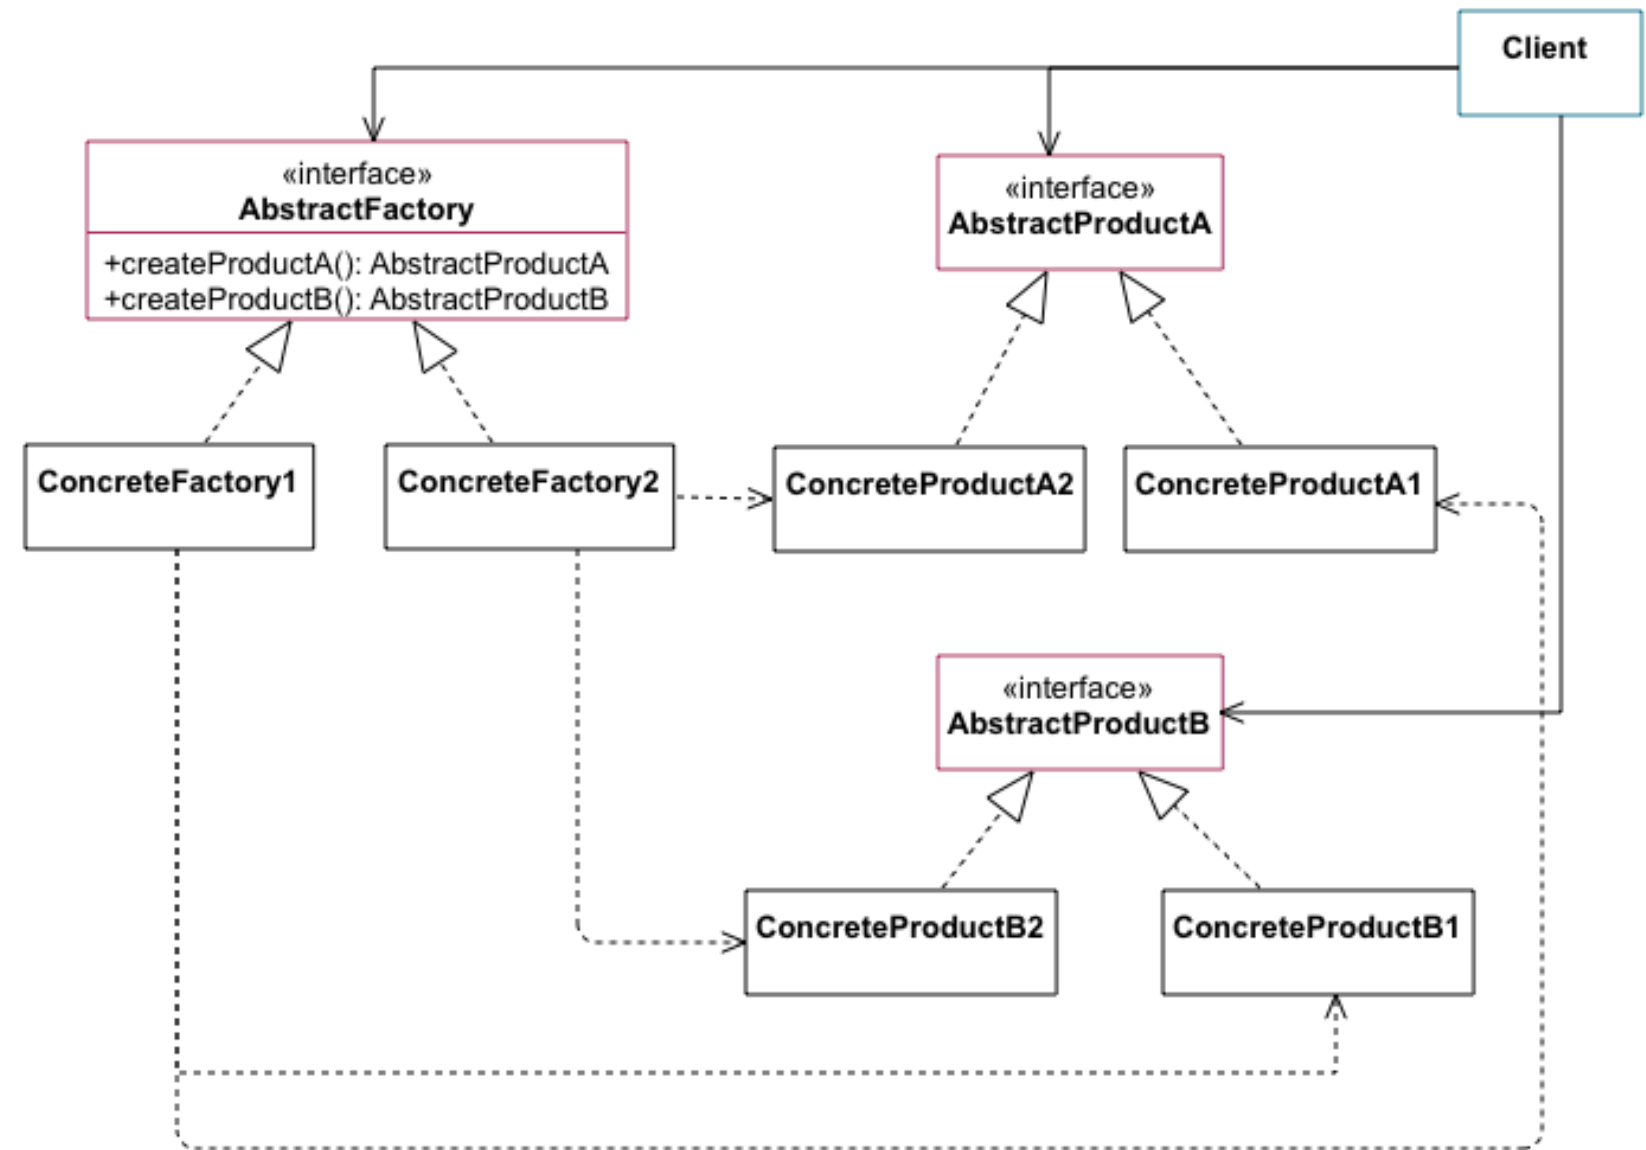 Client
«interface»
AbstractFactory
+createProductA(): AbstractProductA
+createProductB(): AbstractProductB
«interface»
AbstractProductA
ConcreteFactory1
ConcreteFactory2
ConcreteProductA2
ConcreteProductA1
«interface»
AbstractProductB
ConcreteProductB2
ConcreteProductB1